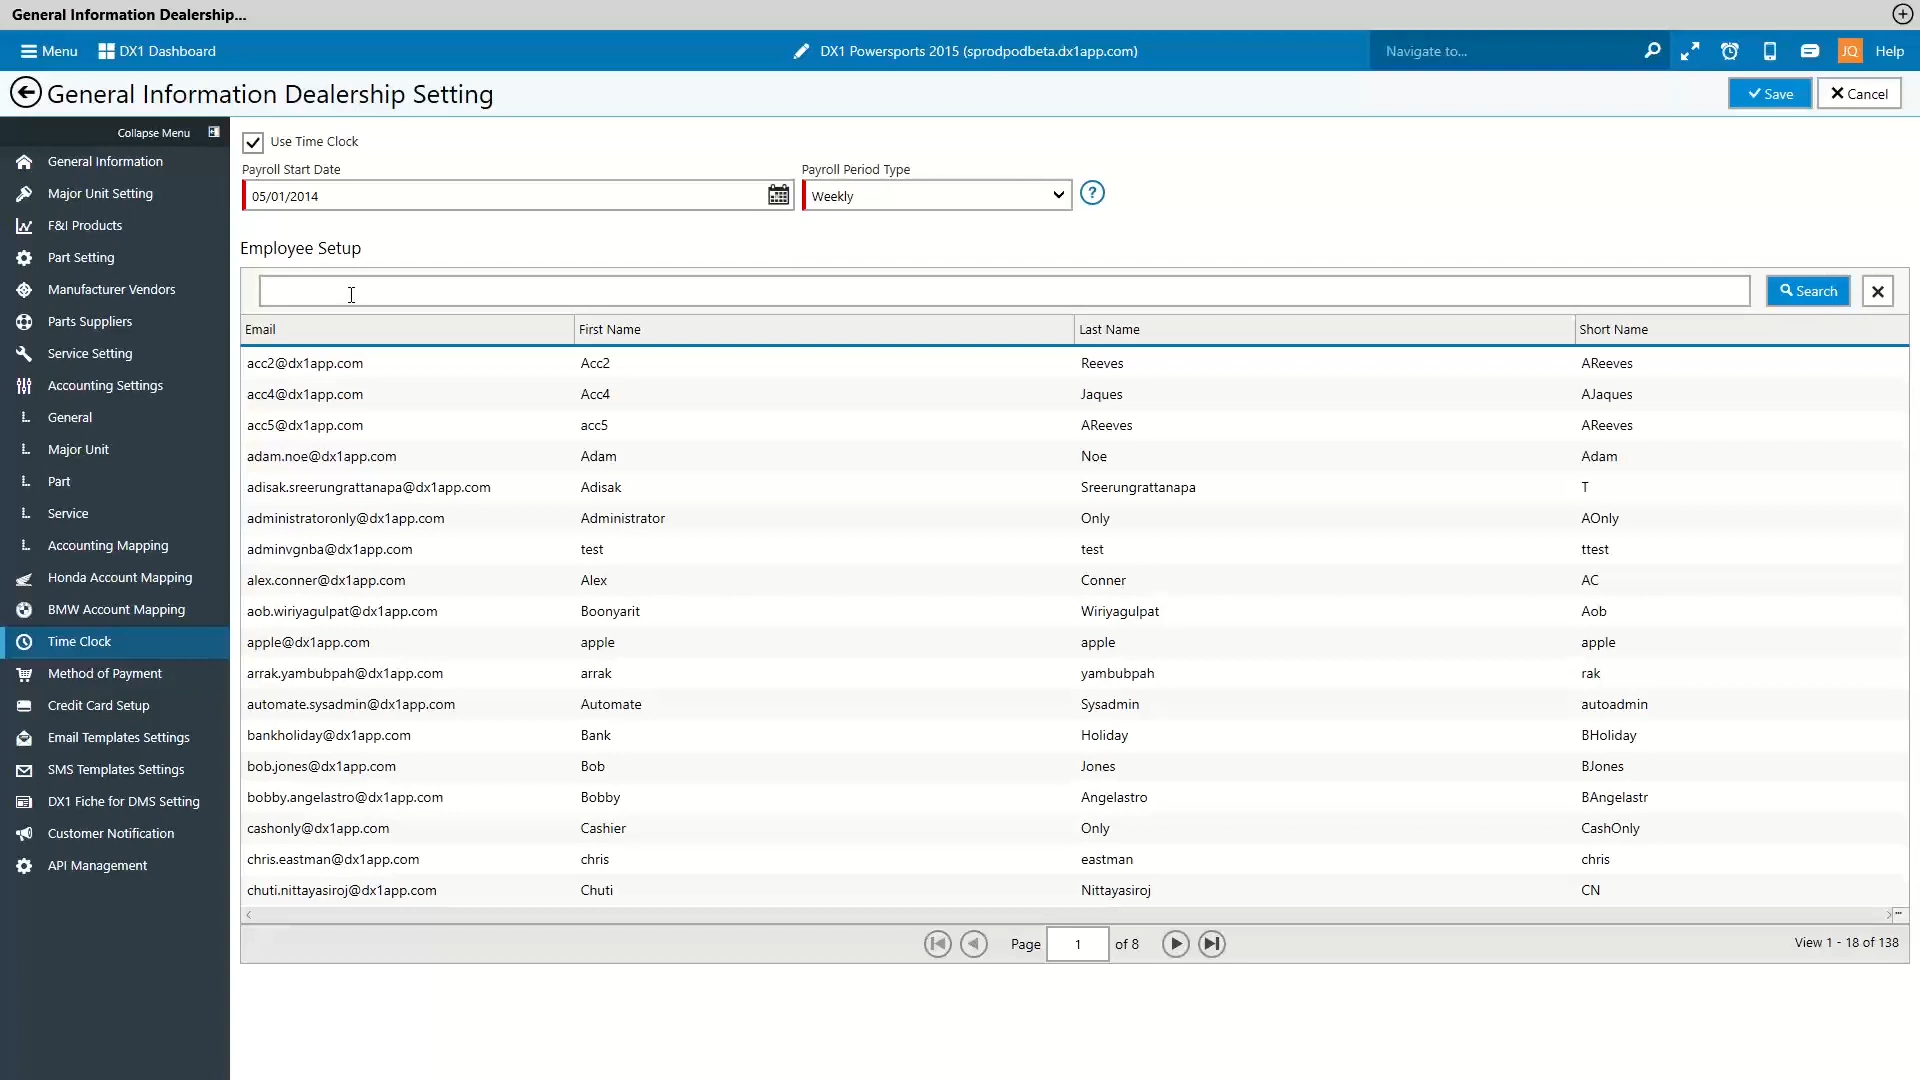 General Information Dealership...
Menu DX1 Dashboard DX1 Powersports 2015 (sprodpodbeta.dx1app.com) Navigate to... JQ Help
General Information Dealership Setting Save Cancel
Collapse Menu
General Information
Major Unit Setting
F&I Products
Part Setting
Manufacturer Vendors
Parts Suppliers
Service Setting
Accounting Settings
General
Major Unit
Part
Service
Accounting Mapping
Honda Account Mapping
BMW Account Mapping
Time Clock
Method of Payment
Credit Card Setup
Email Templates Settings
SMS Templates Settings
DX1 Fiche for DMS Setting
Customer Notification
API Management
Use Time Clock
Payroll Start Date Payroll Period Type
05/01/2014 Weekly ?
Employee Setup
Search
Email First Name Last Name Short Name
acc2@dx1app.com Acc2 Reeves AReeves
acc4@dx1app.com Acc4 Jaques AJaques
acc5@dx1app.com acc5 AReeves AReeves
adam.noe@dx1app.com Adam Noe Adam
adisak.sreerungrattanapa@dx1app.com Adisak Sreerungrattanapa T
administratoronly@dx1app.com Administrator Only AOnly
adminvgnba@dx1app.com test test ttest
alex.conner@dx1app.com Alex Conner AC
aob.wiriyagulpat@dx1app.com Boonyarit Wiriyagulpat Aob
apple@dx1app.com apple apple apple
arrak.yambubpah@dx1app.com arrak yambubpah rak
automate.sysadmin@dx1app.com Automate Sysadmin autoadmin
bankholiday@dx1app.com Bank Holiday BHoliday
bob.jones@dx1app.com Bob Jones BJones
bobby.angelastro@dx1app.com Bobby Angelastro BAngelastr
cashonly@dx1app.com Cashier Only CashOnly
chris.eastman@dx1app.com chris eastman chris
chuti.nittayasiroj@dx1app.com Chuti Nittayasiroj CN
Page 1 of 8 View 1 - 18 of 138